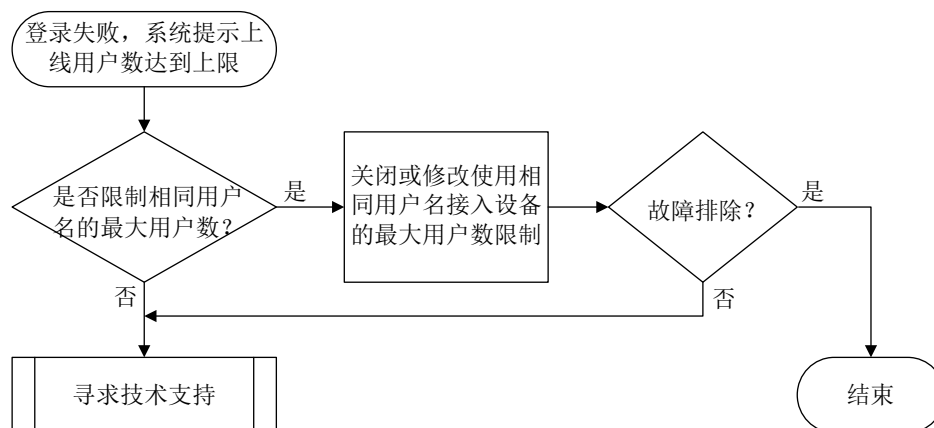 登录失败，系统提示上
线用户数达到上限
是否限制相同用户
名的最大用户数？
是
关闭或修改使用相
同用户名接入设备
的最大用户数限制
故障排除？
是
否
否
寻求技术支持
结束